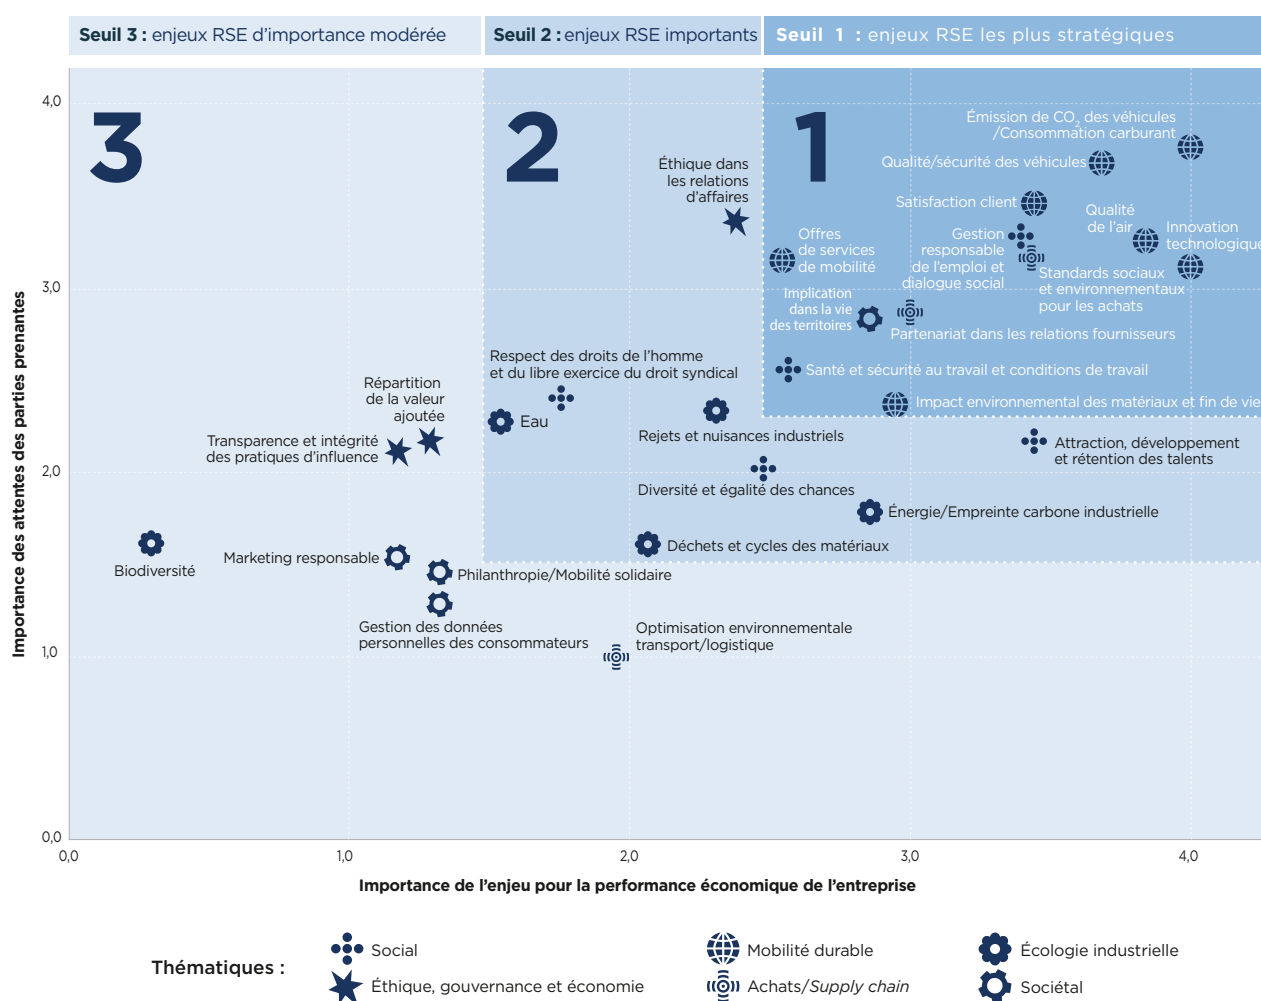 Seuil 3 : enjeux RSE d'importance modérée
Seuil 2 : enjeux RSE importants
Seuil 1 : enjeux RSE les plus stratégiques
4,0
3
2
1
Émission de CO2 des véhicules
/Consommation carburant
Qualité/sécurité des véhicules
Éthique dans
les relations
d'affaires
Satisfaction client
Qualité
de l'air
Innovation
technologique
Offres
de services
de mobilité
Gestion
responsable
de l'emploi et
dialogue social
Standards sociaux
et environnementaux
pour les achats
3,0
Implication
dans la vie
des territoires
Partenariat dans les relations fournisseurs
Respect des droits de l'homme
et du libre exercice du droit syndical
Santé et sécurité au travail et conditions de travail
Répartition
de la valeur
ajoutée
Impact environnemental des matériaux et fin de vie
Eau
Rejets et nuisances industriels
Transparence et intégrité
des pratiques d'influence
Attraction, développement
et rétention des talents
2,0
Diversité et égalité des chances
Énergie/Empreinte carbone industrielle
Déchets et cycles des matériaux
Biodiversité
Marketing responsable
Philanthropie/Mobilité solidaire
Gestion des données
personnelles des consommateurs
Optimisation environnementale
transport/logistique
1,0
0,0
Importance des attentes des parties prenantes
0,0
1,0
2,0
3,0
4,0
Importance de l'enjeu pour la performance économique de l'entreprise
Thématiques :
Social
Mobilité durable
Écologie industrielle
Éthique, gouvernance et économie
Achats/Supply chain
Sociétal